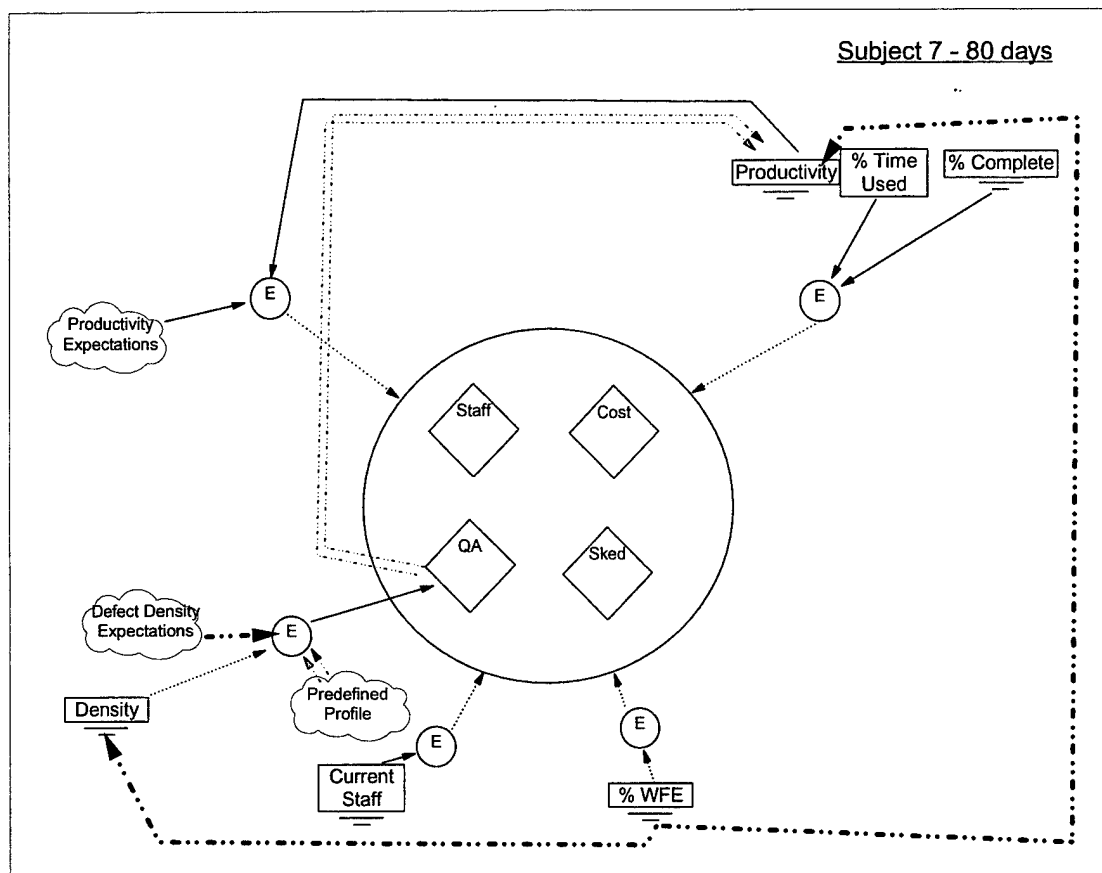 Subject 7 - 80 days
Productivity
% Time
Used
% Complete
E
E
Productivity
Expectations
Staff
Cost
QA
Sked
Defect Density
Expectations
E
Predefined
Profile
Density
E
E
Current
Staff
% WFE